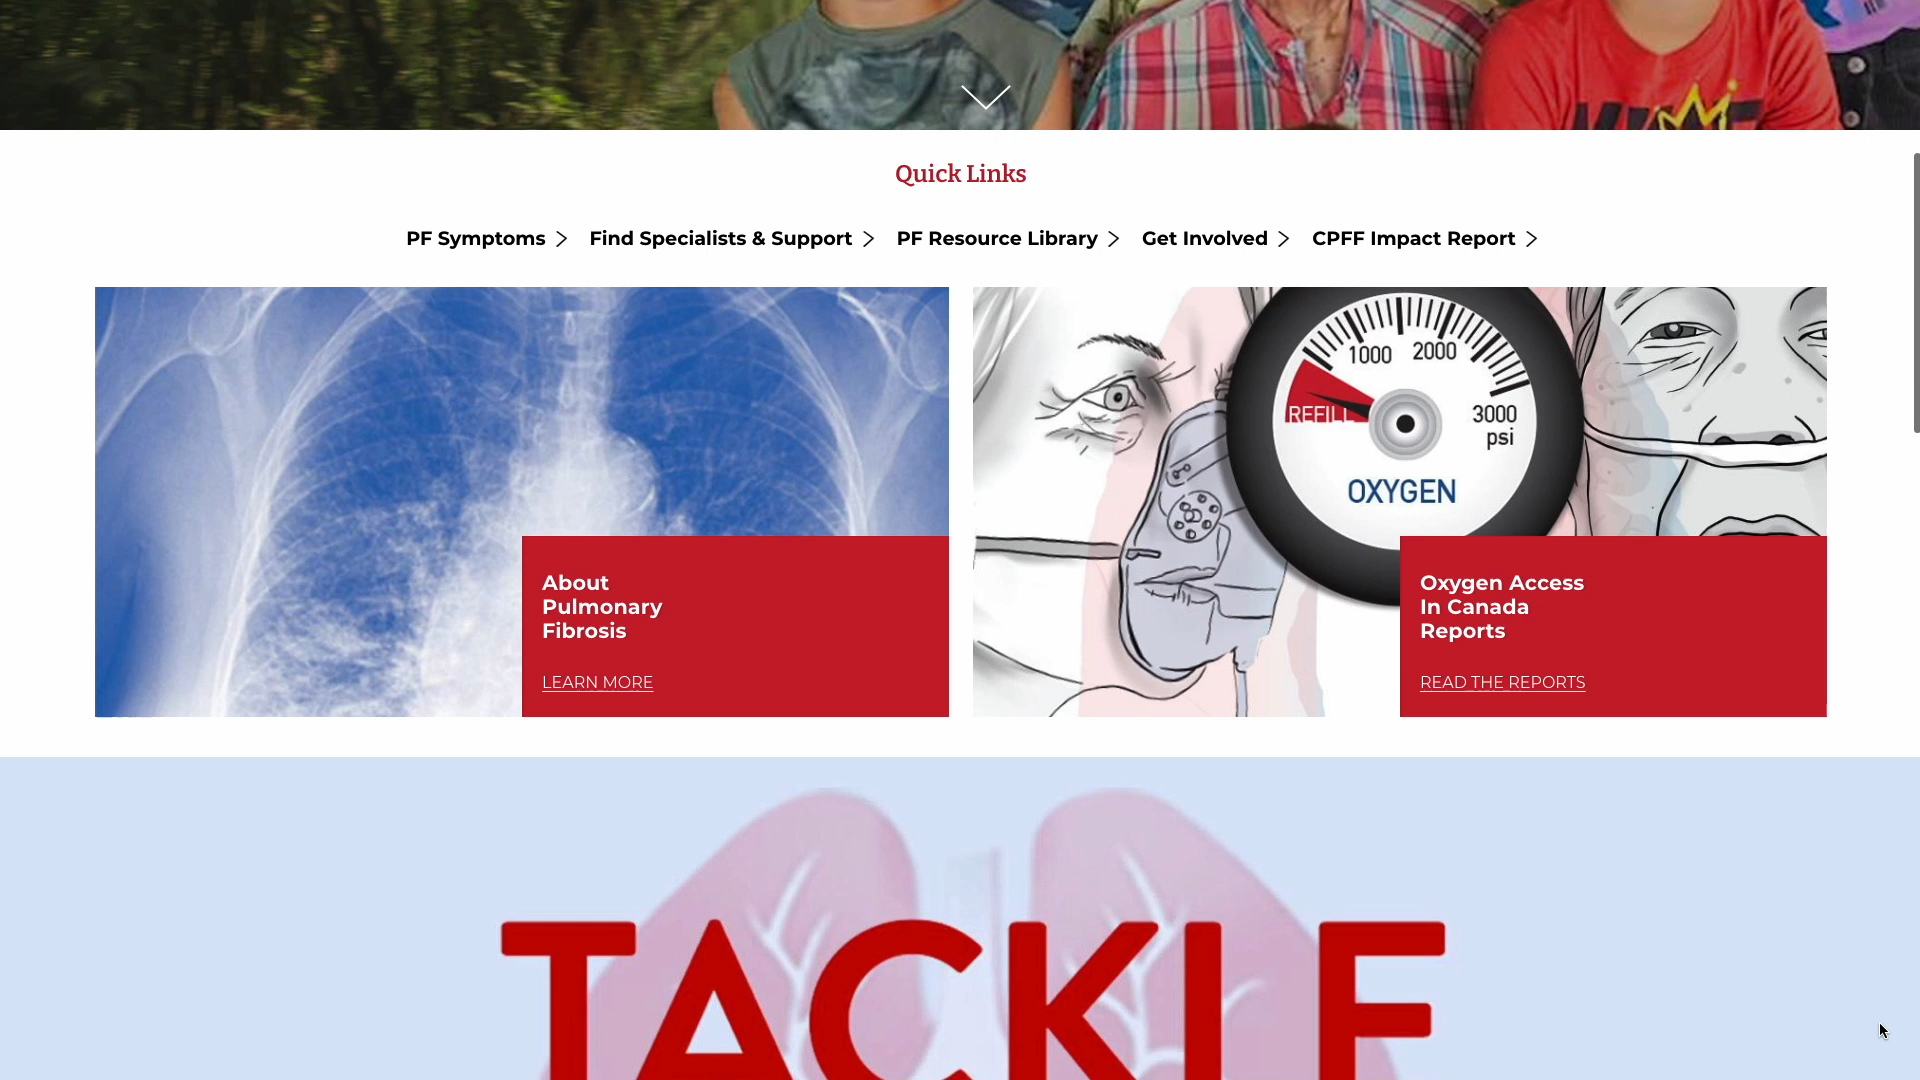 Quick Links
PF Symptoms
Find Specialists & Support
PF Resource Library
Get Involved
CPFF Impact Report
1000
2000
3000
psi
REFILL
OXYGEN
About
Pulmonary
Fibrosis
LEARN MORE
Oxygen Access
In Canada
Reports
READ THE REPORTS
TACKLE